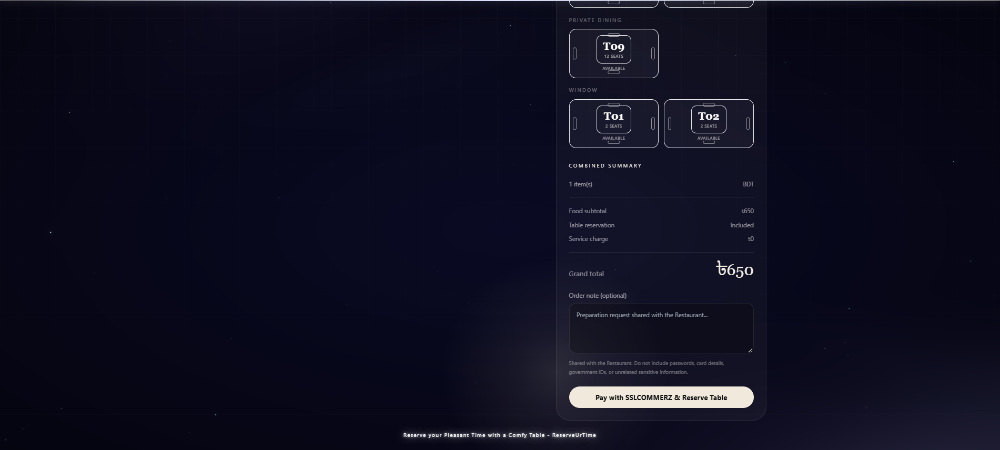 PRIVATE DINING
T09
12 SEATS
AVAILABLE
WINDOW
T01
2 SEATS
AVAILABLE
T02
2 SEATS
AVAILABLE
COMBINED SUMMARY
1 item(s) BDT
Food subtotal ৳650
Table reservation Included
Service charge ৳0
Grand total ৳650
Order note (optional)
Preparation request shared with the Restaurant...
Shared with the Restaurant. Do not include passwords, card details,
government IDs, or unrelated sensitive information.
Pay with SSLCOMMERZ & Reserve Table
Reserve your Pleasant Time with a Comfy Table - ReserveUrTime